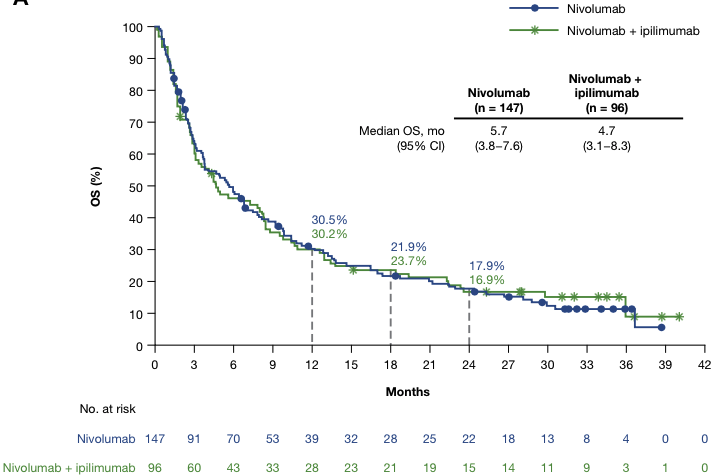 A
Nivolumab
Nivolumab + ipilimumab
100
90
80
70
60
50
40
30
20
10
0
OS (%)
Nivolumab (n = 147)
Nivolumab + ipilimumab (n = 96)
Median OS, mo 5.7 4.7
(95% CI) (3.8–7.6) (3.1–8.3)
30.5%
30.2%
21.9%
23.7%
17.9%
16.9%
0 3 6 9 12 15 18 21 24 27 30 33 36 39 42
Months
No. at risk
Nivolumab 147 91 70 53 39 32 28 25 22 18 13 8 4 0 0
Nivolumab + ipilimumab 96 60 43 33 28 23 21 19 15 14 11 9 3 1 0